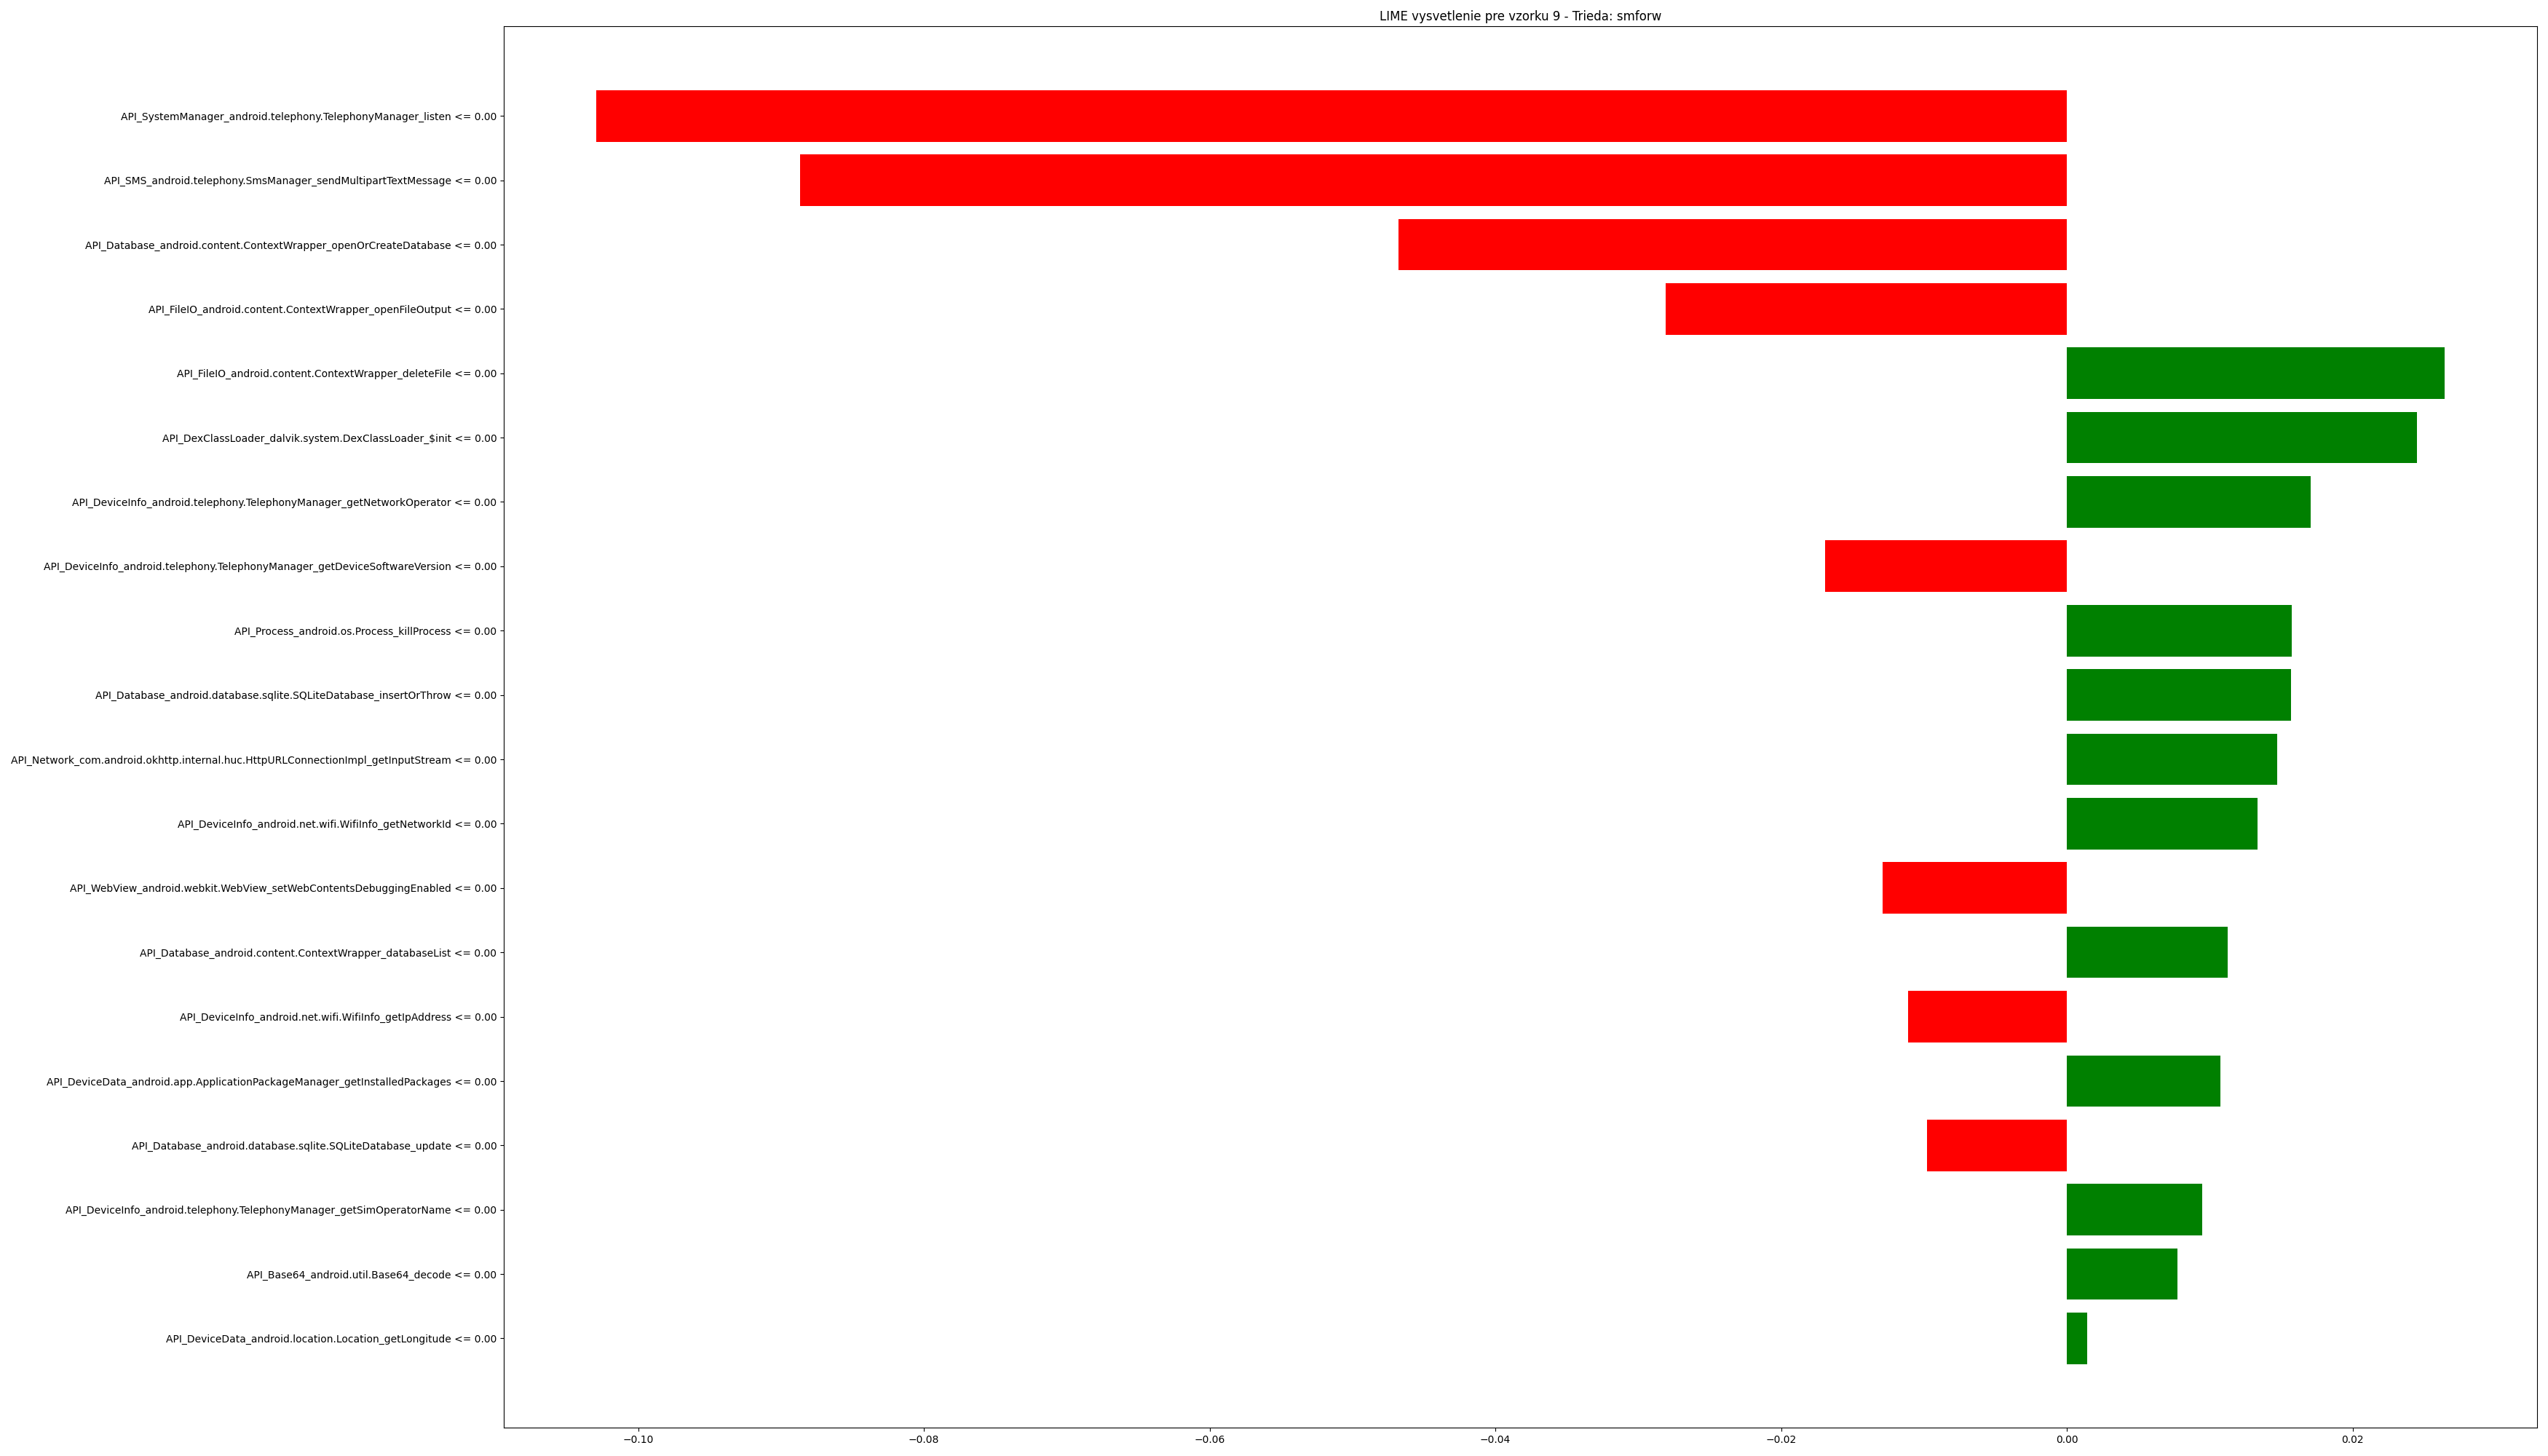 LIME vysvetlenie pre vzorku 9 - Trieda: smforw
API_SystemManager_android.telephony.TelephonyManager_listen <= 0.00
API_SMS_android.telephony.SmsManager_sendMultipartTextMessage <= 0.00
API_Database_android.content.ContextWrapper_openOrCreateDatabase <= 0.00
API_FileIO_android.content.ContextWrapper_openFileOutput <= 0.00
API_FileIO_android.content.ContextWrapper_deleteFile <= 0.00
API_DexClassLoader_dalvik.system.DexClassLoader_$init <= 0.00
API_DeviceInfo_android.telephony.TelephonyManager_getNetworkOperator <= 0.00
API_DeviceInfo_android.telephony.TelephonyManager_getDeviceSoftwareVersion <= 0.00
API_Process_android.os.Process_killProcess <= 0.00
API_Database_android.database.sqlite.SQLiteDatabase_insertOrThrow <= 0.00
API_Network_com.android.okhttp.internal.huc.HttpURLConnectionImpl_getInputStream <= 0.00
API_DeviceInfo_android.net.wifi.WifiInfo_getNetworkId <= 0.00
API_WebView_android.webkit.WebView_setWebContentsDebuggingEnabled <= 0.00
API_Database_android.content.ContextWrapper_databaseList <= 0.00
API_DeviceInfo_android.net.wifi.WifiInfo_getIpAddress <= 0.00
API_DeviceData_android.app.ApplicationPackageManager_getInstalledPackages <= 0.00
API_Database_android.database.sqlite.SQLiteDatabase_update <= 0.00
API_DeviceInfo_android.telephony.TelephonyManager_getSimOperatorName <= 0.00
API_Base64_android.util.Base64_decode <= 0.00
API_DeviceData_android.location.Location_getLongitude <= 0.00
−0.10 −0.08 −0.06 −0.04 −0.02 0.00 0.02